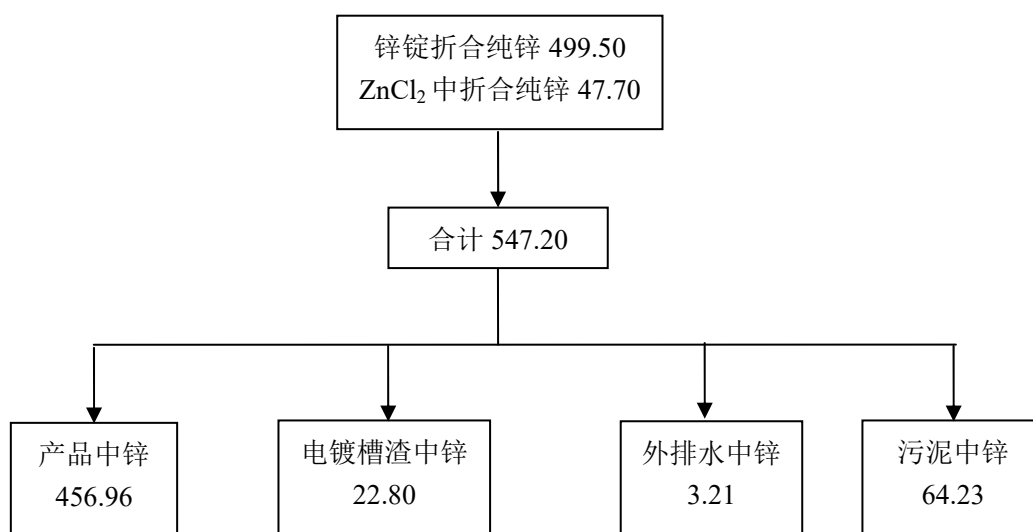 锌锭折合纯锌 499.50
ZnCl₂ 中折合纯锌 47.70
合计 547.20
产品中锌
456.96
电镀槽渣中锌
22.80
外排水中锌
3.21
污泥中锌
64.23